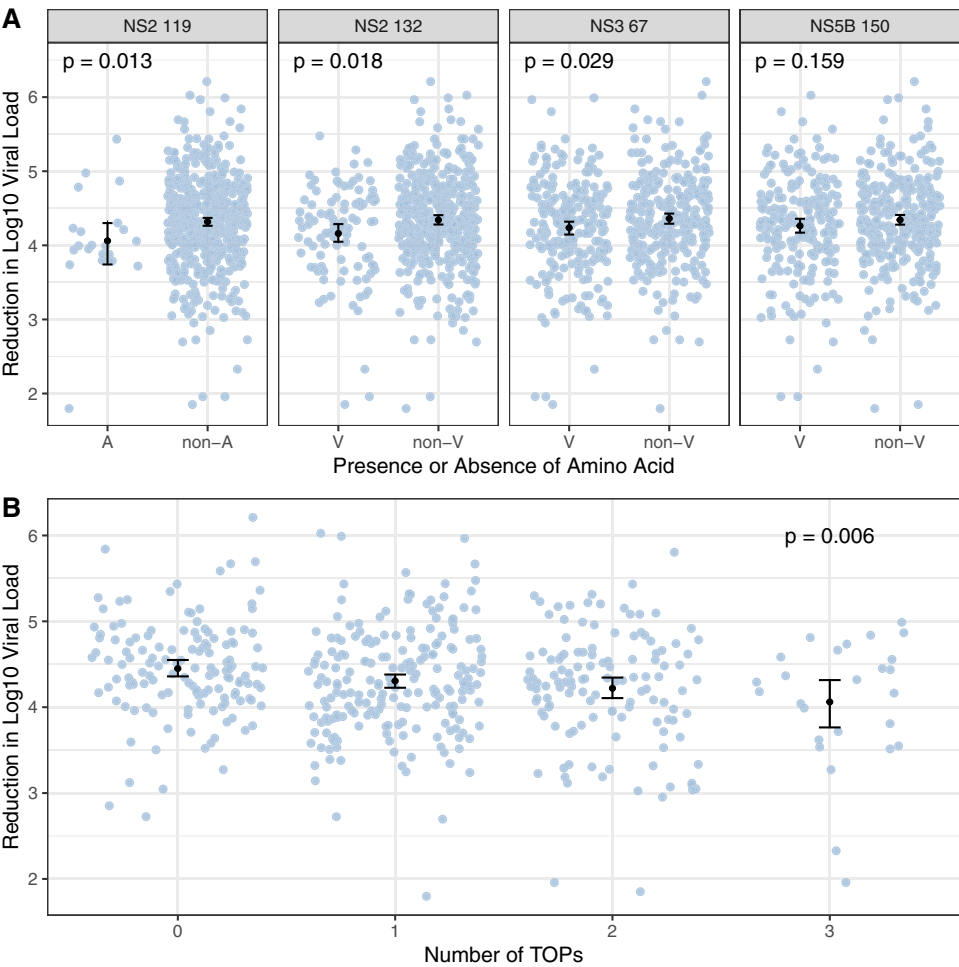 A
NS2 119
NS2 132
NS3 67
NS5B 150
p = 0.013
p = 0.018
p = 0.029
p = 0.159
Reduction in Log10 Viral Load
6
5
4
3
2
A
non−A
V
non−V
V
non−V
V
non−V
Presence or Absence of Amino Acid
B
p = 0.006
Reduction in Log10 Viral Load
6
5
4
3
2
0
1
2
3
Number of TOPs